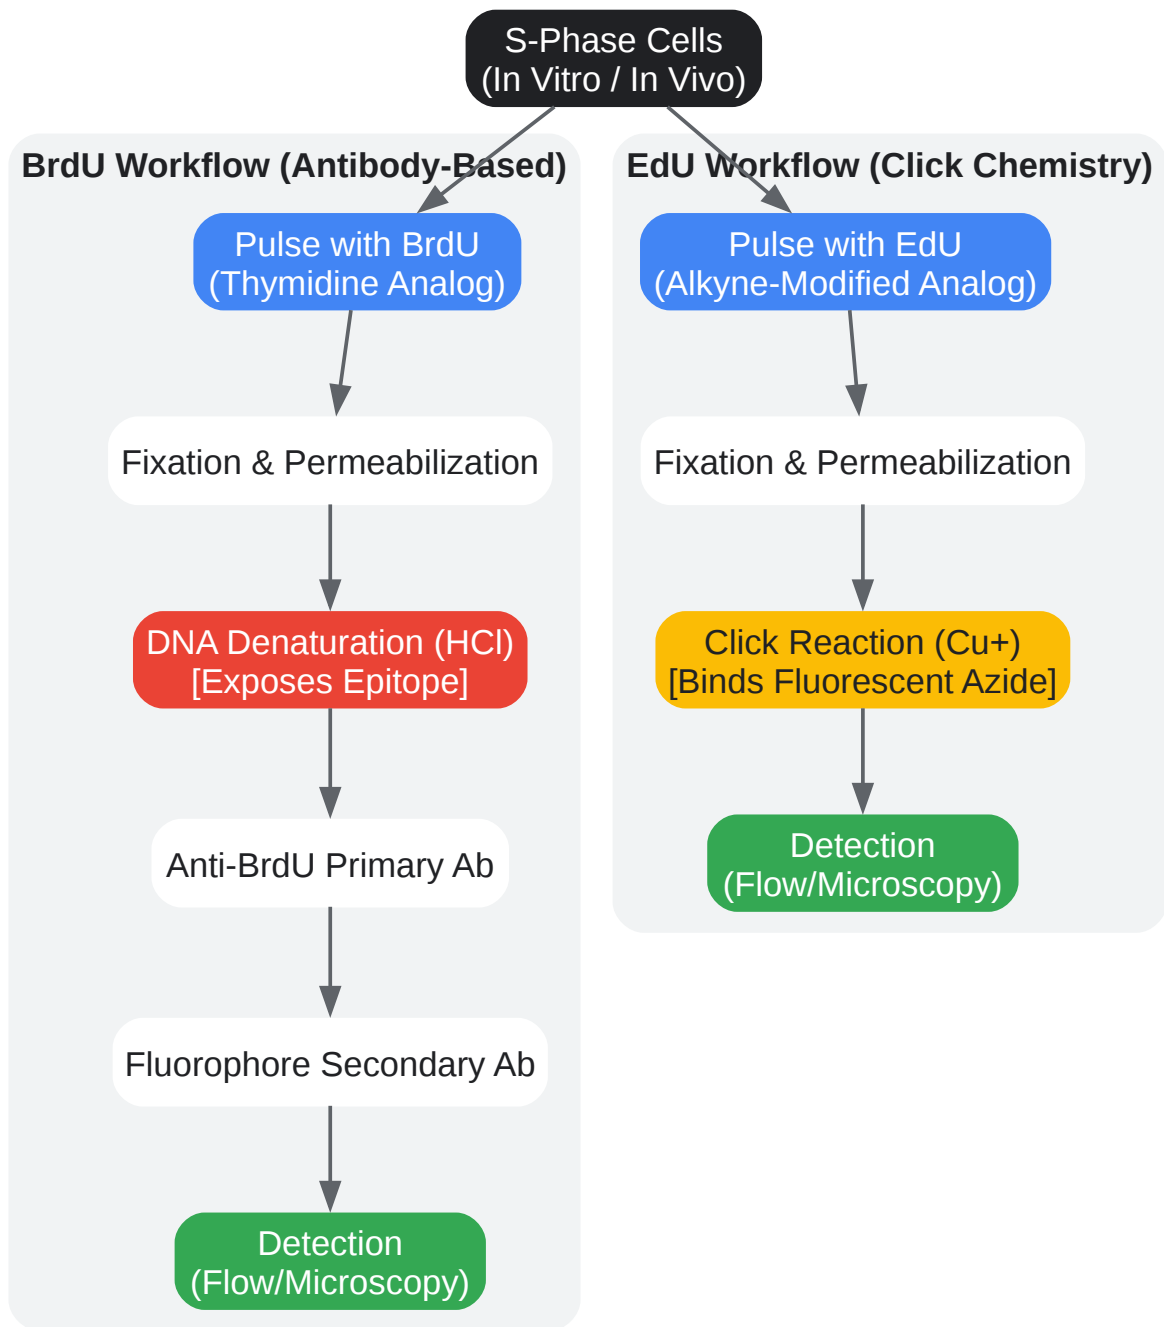 S-Phase Cells
(In Vitro / In Vivo)
BrdU Workflow (Antibody-Based)
Pulse with BrdU
(Thymidine Analog)
Fixation & Permeabilization
DNA Denaturation (HCl)
[Exposes Epitope]
Anti-BrdU Primary Ab
Fluorophore Secondary Ab
Detection
(Flow/Microscopy)
EdU Workflow (Click Chemistry)
Pulse with EdU
(Alkyne-Modified Analog)
Fixation & Permeabilization
Click Reaction (Cu+)
[Binds Fluorescent Azide]
Detection
(Flow/Microscopy)